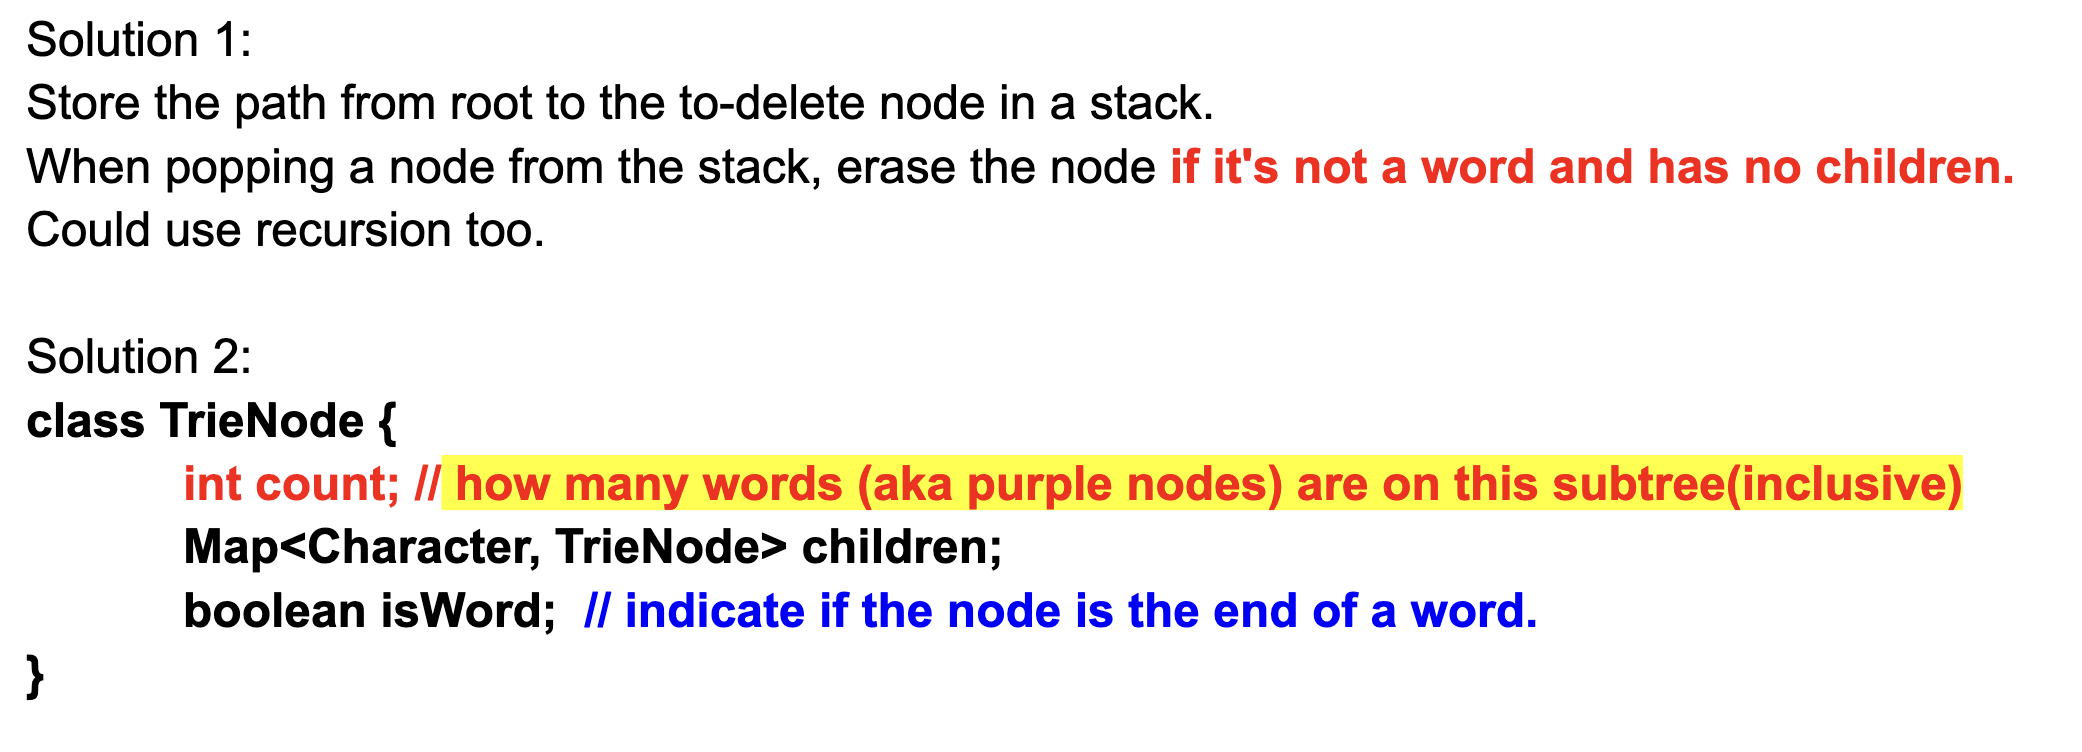 Solution 1:
Store the path from root to the to-delete node in a stack.
When popping a node from the stack, erase the node if it's not a word and has no children.
Could use recursion too.
Solution 2:
class TrieNode {
int count; // how many words (aka purple nodes) are on this subtree(inclusive)
Map<Character, TrieNode> children;
boolean isWord;  // indicate if the node is the end of a word.
}